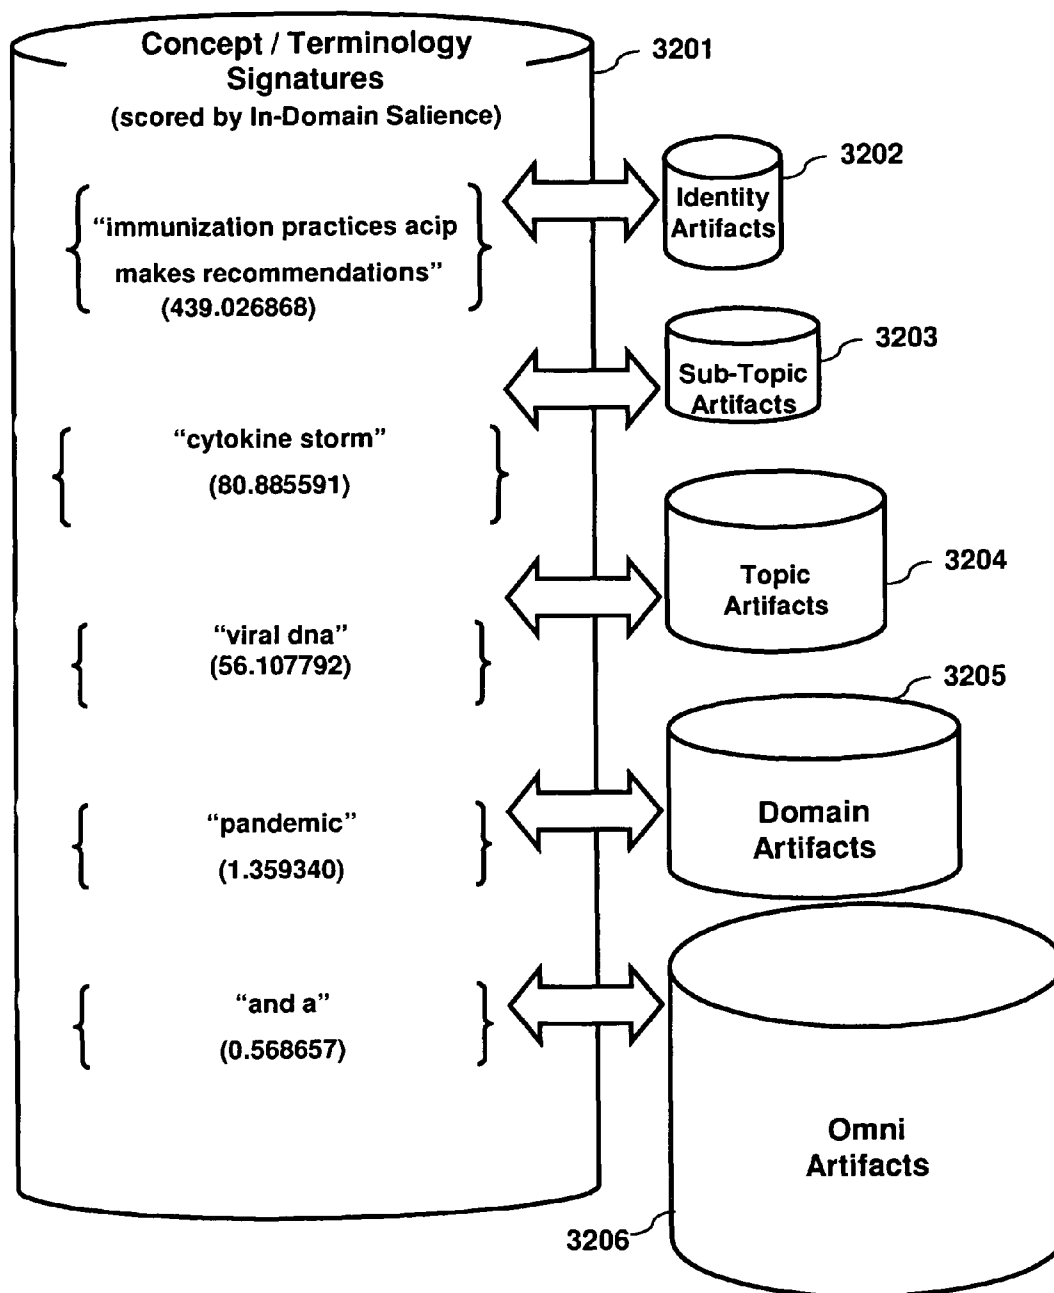 Concept / Terminology
Signatures
(scored by In-Domain Salience)
3201
“immunization practices acip
makes recommendations”
(439.026868)
3202
Identity
Artifacts
3203
Sub-Topic
Artifacts
“cytokine storm”
(80.885591)
3204
Topic
Artifacts
“viral dna”
(56.107792)
3205
Domain
Artifacts
“pandemic”
(1.359340)
“and a”
(0.568657)
Omni
Artifacts
3206